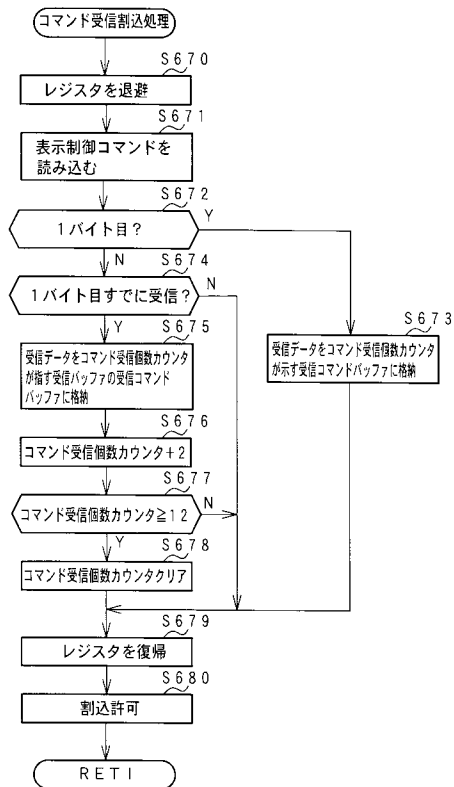 コマンド受信割込処理
S670
レジスタを退避
S671
表示制御コマンドを
読み込む
S672
1バイト目?
Y
N
S674
1バイト目すでに受信?
N
Y
S673
受信データをコマンド受信個数カウンタ
が示す受信コマンドバッファに格納
S675
受信データをコマンド受信個数カウンタ
が指す受信バッファの受信コマンド
バッファに格納
S676
コマンド受信個数カウンタ+2
S677
コマンド受信個数カウンタ≧12
N
Y
S678
コマンド受信個数カウンタクリア
S679
レジスタを復帰
S680
割込許可
RETI